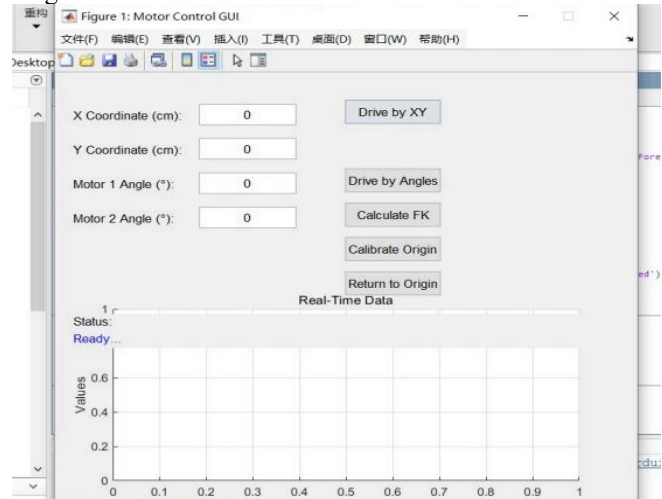 重构
Figure 1: Motor Control GUI
文件(F) 编辑(E) 查看(V) 插入(I) 工具(T) 桌面(D) 窗口(W) 帮助(H)
Desktop
X Coordinate (cm): 0 Drive by XY
Y Coordinate (cm): 0
Fore
Motor 1 Angle (°): 0 Drive by Angles
Motor 2 Angle (°): 0 Calculate FK
Calibrate Origin
ed')
Return to Origin
Real-Time Data
1
Status:
Ready...
0.6
Values
0.4
0.2
0
0 0.1 0.2 0.3 0.4 0.5 0.6 0.7 0.8 0.9 1